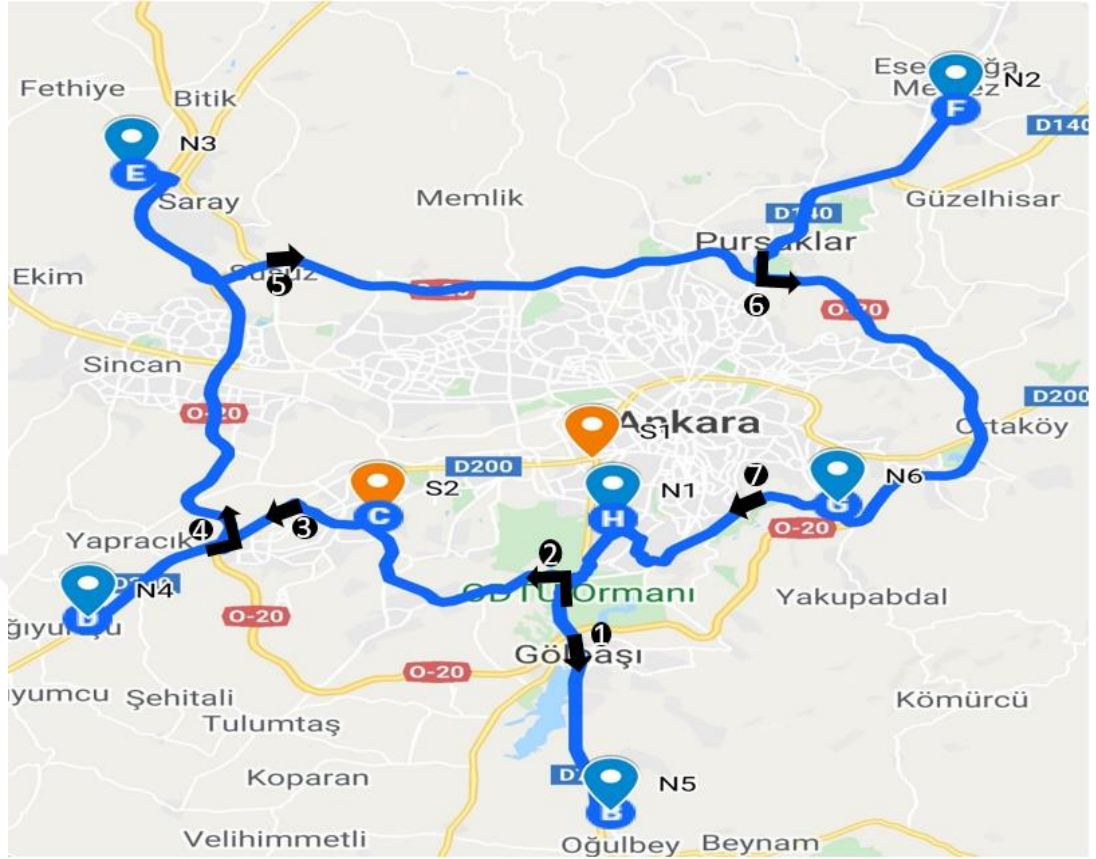 Fethiye
Bitik
N3
E
Saray
Memlik
N2
F
D140
Güzelhisar
D140
Pursaklar
Ekim
5
6
O-20
Sincan
O-20
D200
Ortaköy
Ankara
S1
D200
S2
C
N1
H
7
N6
G
O-20
4
3
Yapracık
2
N4
ODTÜ Ormanı
Yakupabdal
O-20
1
Gölbaşı
O-20
Şehitali
Tulumtaş
Kömürcü
Koparan
N5
B
Velihimmetli
Oğulbey
Beynam